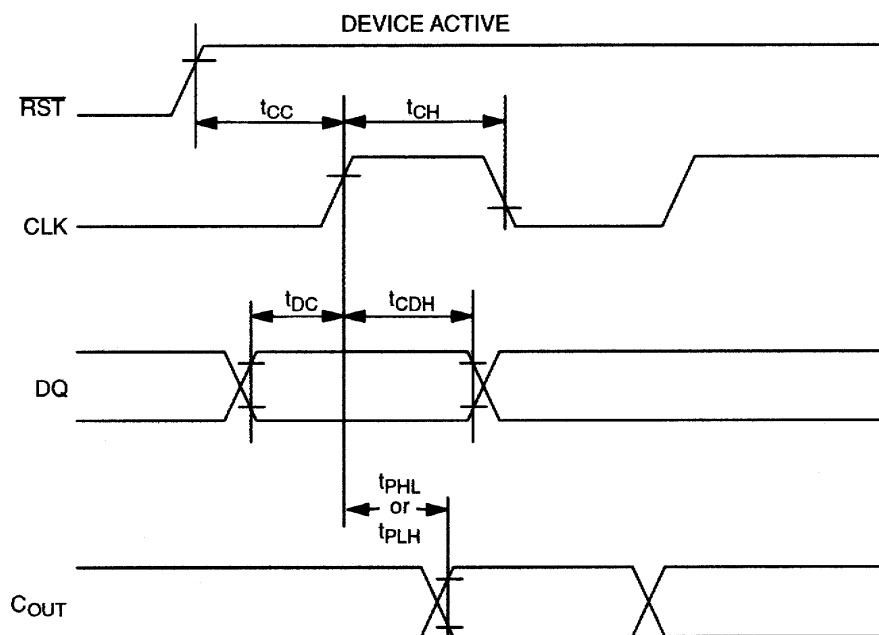 DEVICE ACTIVE
RST
tCC
tCH
CLK
tDC
tCDH
DQ
tPHL
or
tPLH
COUT